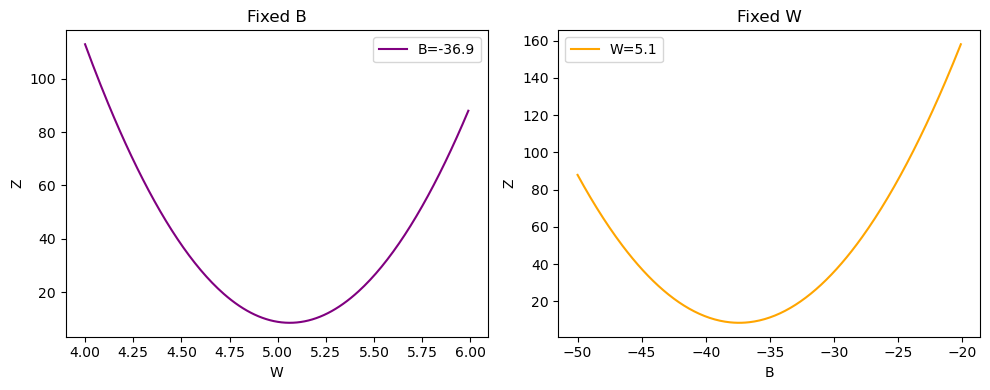 Fixed B
B=-36.9
Z
100
80
60
40
20
4.00 4.25 4.50 4.75 5.00 5.25 5.50 5.75 6.00
W
Fixed W
W=5.1
Z
160
140
120
100
80
60
40
20
−50 −45 −40 −35 −30 −25 −20
B